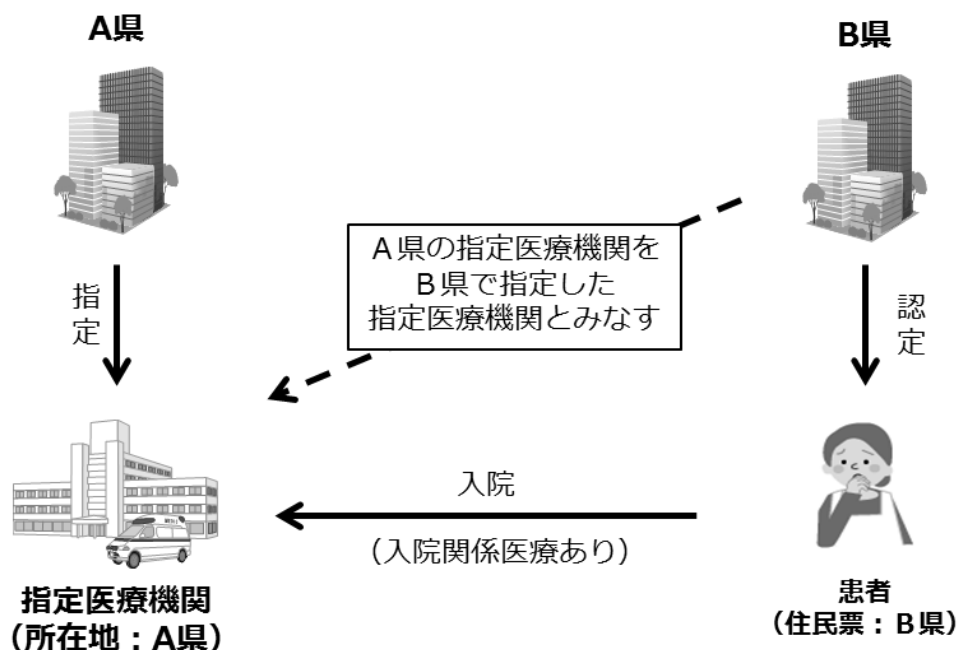 A県
B県
A県の指定医療機関を
B県で指定した
指定医療機関とみなす
指定
認定
入院
（入院関係医療あり）
指定医療機関
（所在地：A県）
患者
（住民票：B県）